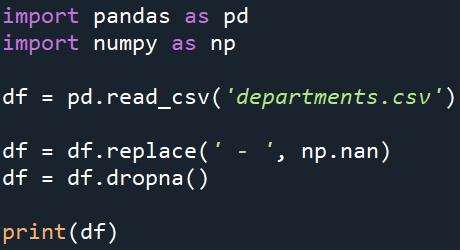 import pandas as pd
import numpy as np
df = pd.read_csv('departments.csv')
df = df.replace(' - ', np.nan)
df = df.dropna()
print(df)